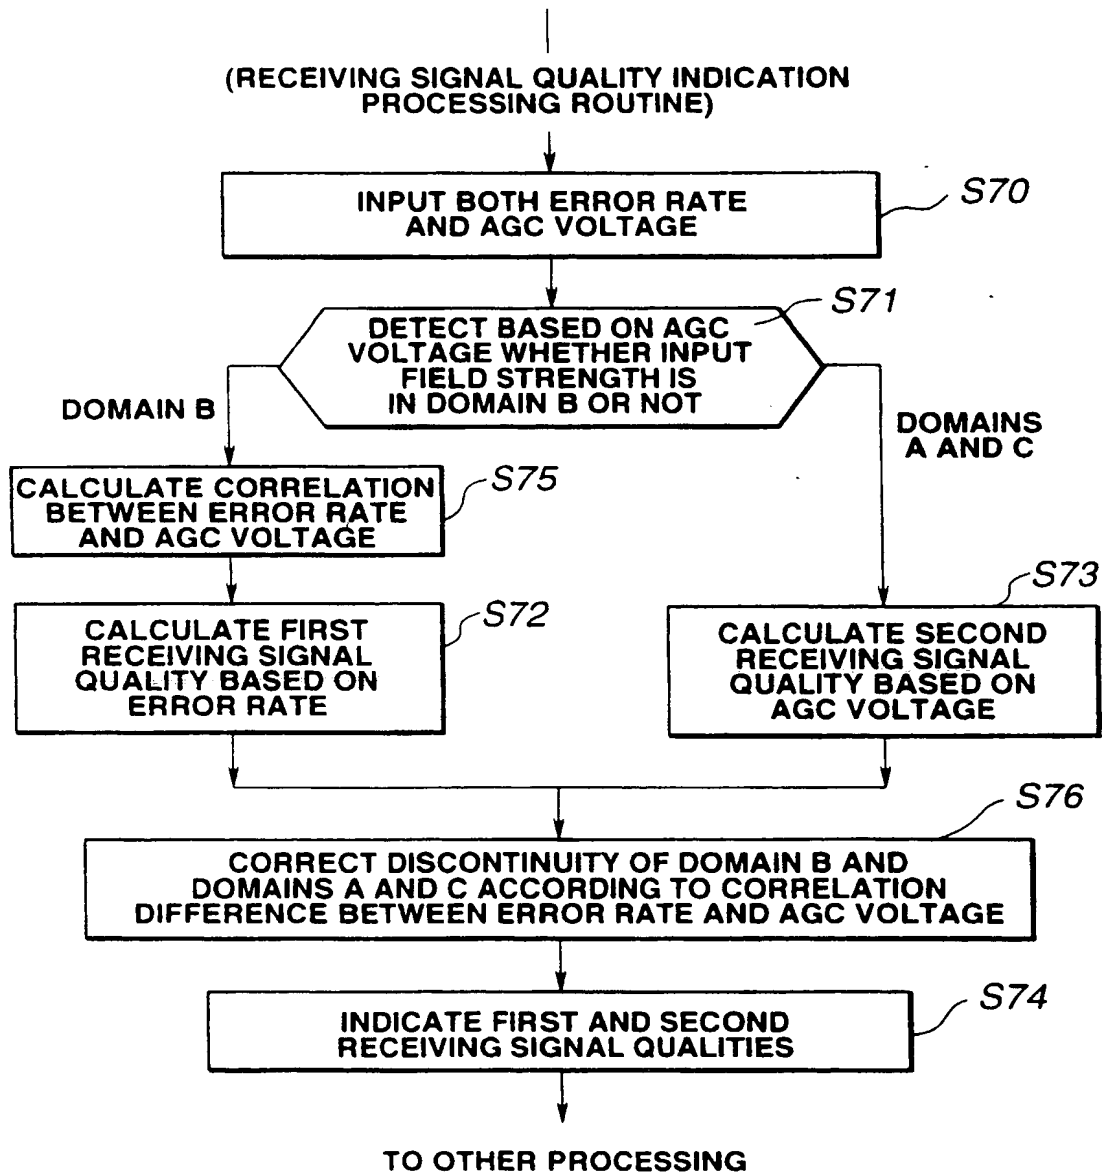 (RECEIVING SIGNAL QUALITY INDICATION
PROCESSING ROUTINE)
INPUT BOTH ERROR RATE
AND AGC VOLTAGE
S70
DETECT BASED ON AGC
VOLTAGE WHETHER INPUT
FIELD STRENGTH IS
IN DOMAIN B OR NOT
S71
DOMAIN B
DOMAINS
A AND C
CALCULATE CORRELATION
BETWEEN ERROR RATE
AND AGC VOLTAGE
S75
CALCULATE FIRST
RECEIVING SIGNAL
QUALITY BASED ON
ERROR RATE
S72
CALCULATE SECOND
RECEIVING SIGNAL
QUALITY BASED ON
AGC VOLTAGE
S73
CORRECT DISCONTINUITY OF DOMAIN B AND
DOMAINS A AND C ACCORDING TO CORRELATION
DIFFERENCE BETWEEN ERROR RATE AND AGC VOLTAGE
S76
INDICATE FIRST AND SECOND
RECEIVING SIGNAL QUALITIES
S74
TO OTHER PROCESSING